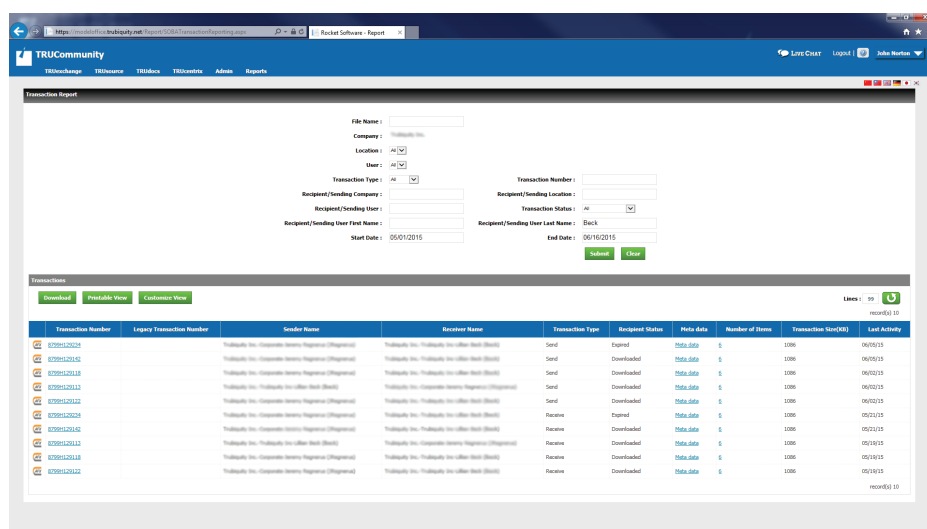 https://modeloffice.trubiquity.net/Report/SOBATransactionReporting.aspx Rocket Software - Report
TRUCommunity LIVE CHAT Logout | John Norton
TRUexchange TRUsource TRUdocs TRUcentrix Admin Reports
Transaction Report
File Name :
Company : Trubiquity Inc.
Location : All
User : All
Transaction Type : All Transaction Number :
Recipient/Sending Company : Recipient/Sending Location :
Recipient/Sending User : Transaction Status : All
Recipient/Sending User First Name : Recipient/Sending User Last Name : Beck
Start Date : 05/01/2015 End Date : 06/16/2015
Submit Clear
Transactions
Download Printable View Customize View Lines : 99
record(s) 10
Transaction Number Legacy Transaction Number Sender Name Receiver Name Transaction Type Recipient Status Meta data Number of Items Transaction Size(KB) Last Activity
8799H129234 Send Expired Meta data 6 1086 06/05/15
8799H129142 Send Downloaded Meta data 6 1086 06/05/15
8799H129118 Send Downloaded Meta data 6 1086 06/02/15
8799H129113 Send Downloaded Meta data 6 1086 06/02/15
8799H129122 Send Downloaded Meta data 6 1086 06/02/15
8799H129234 Receive Expired Meta data 6 1086 05/21/15
8799H129142 Receive Downloaded Meta data 6 1086 05/21/15
8799H129113 Receive Downloaded Meta data 6 1086 05/19/15
8799H129118 Receive Downloaded Meta data 6 1086 05/19/15
8799H129122 Receive Downloaded Meta data 6 1086 05/19/15
record(s) 10